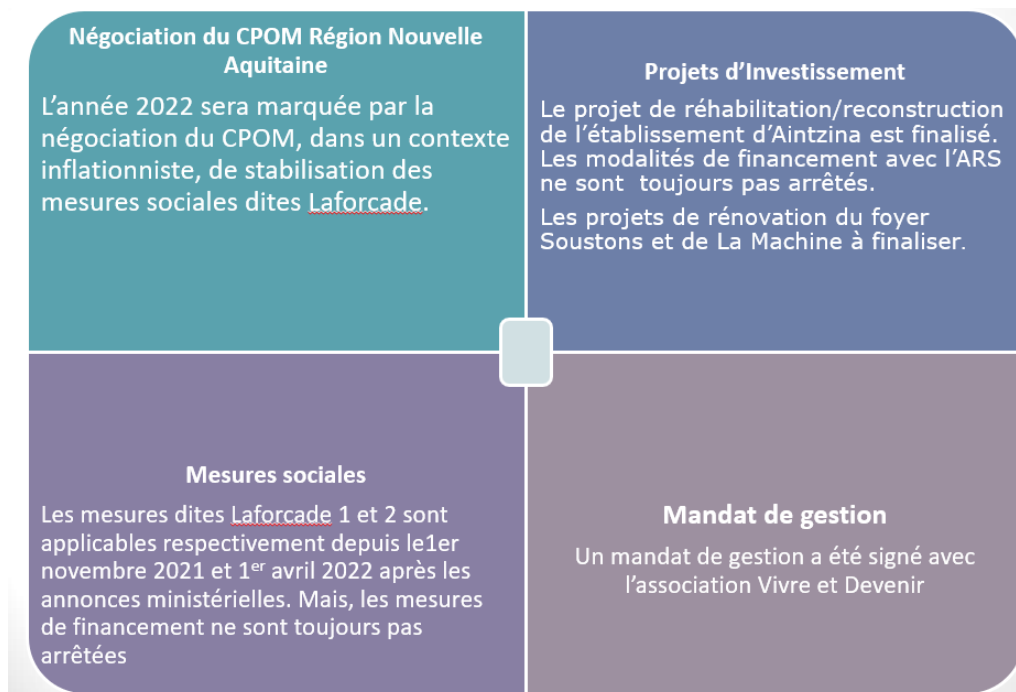 Négociation du CPOM Région Nouvelle
Aquitaine
L'année 2022 sera marquée par la
négociation du CPOM, dans un contexte
inflationniste, de stabilisation des
mesures sociales dites Laforcade.
Projets d'Investissement
Le projet de réhabilitation/reconstruction
de l'établissement d'Aintzina est finalisé.
Les modalités de financement avec l'ARS
ne sont toujours pas arrêtés.
Les projets de rénovation du foyer
Soustons et de La Machine à finaliser.
Mesures sociales
Les mesures dites Laforcade 1 et 2 sont
applicables respectivement depuis le1er
novembre 2021 et 1er avril 2022 après les
annonces ministérielles. Mais, les mesures
de financement ne sont toujours pas
arrêtées
Mandat de gestion
Un mandat de gestion a été signé avec
l'association Vivre et Devenir